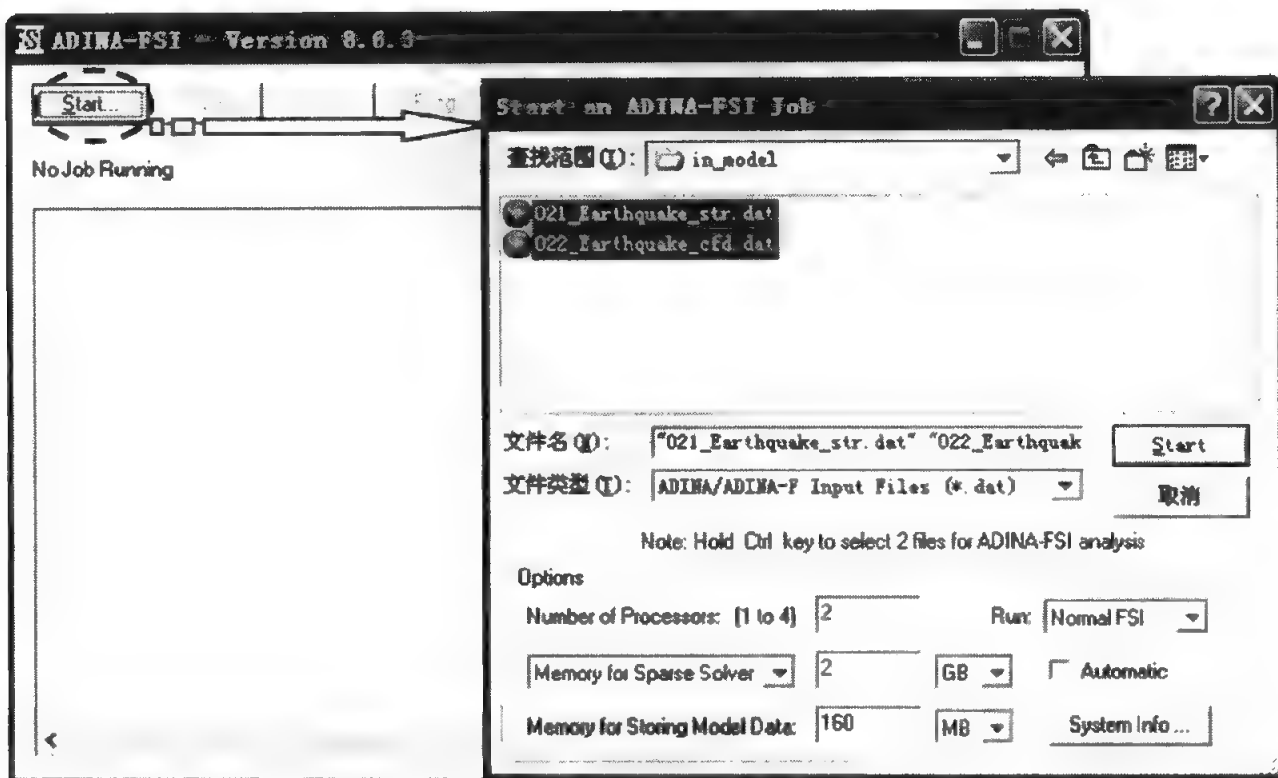 ADINA-FSI - Version 8.6.0
Start...
No Job Running
Start an ADINA-FSI Job
查找范围(I): in_model
021_Earthquake_str.dat
022_Earthquake_cfd.dat
文件名(N): "021_Earthquake_str.dat" "022_Earthquak
Start
文件类型(T): ADINA/ADINA-F Input Files (*.dat)
取消
Note: Hold Ctrl key to select 2 files for ADINA-FSI analysis
Options
Number of Processors: (1 to 4) 2 Run: Normal FSI
Memory for Sparse Solver 2 GB Automatic
Memory for Storing Model Data: 160 MB System Info ...